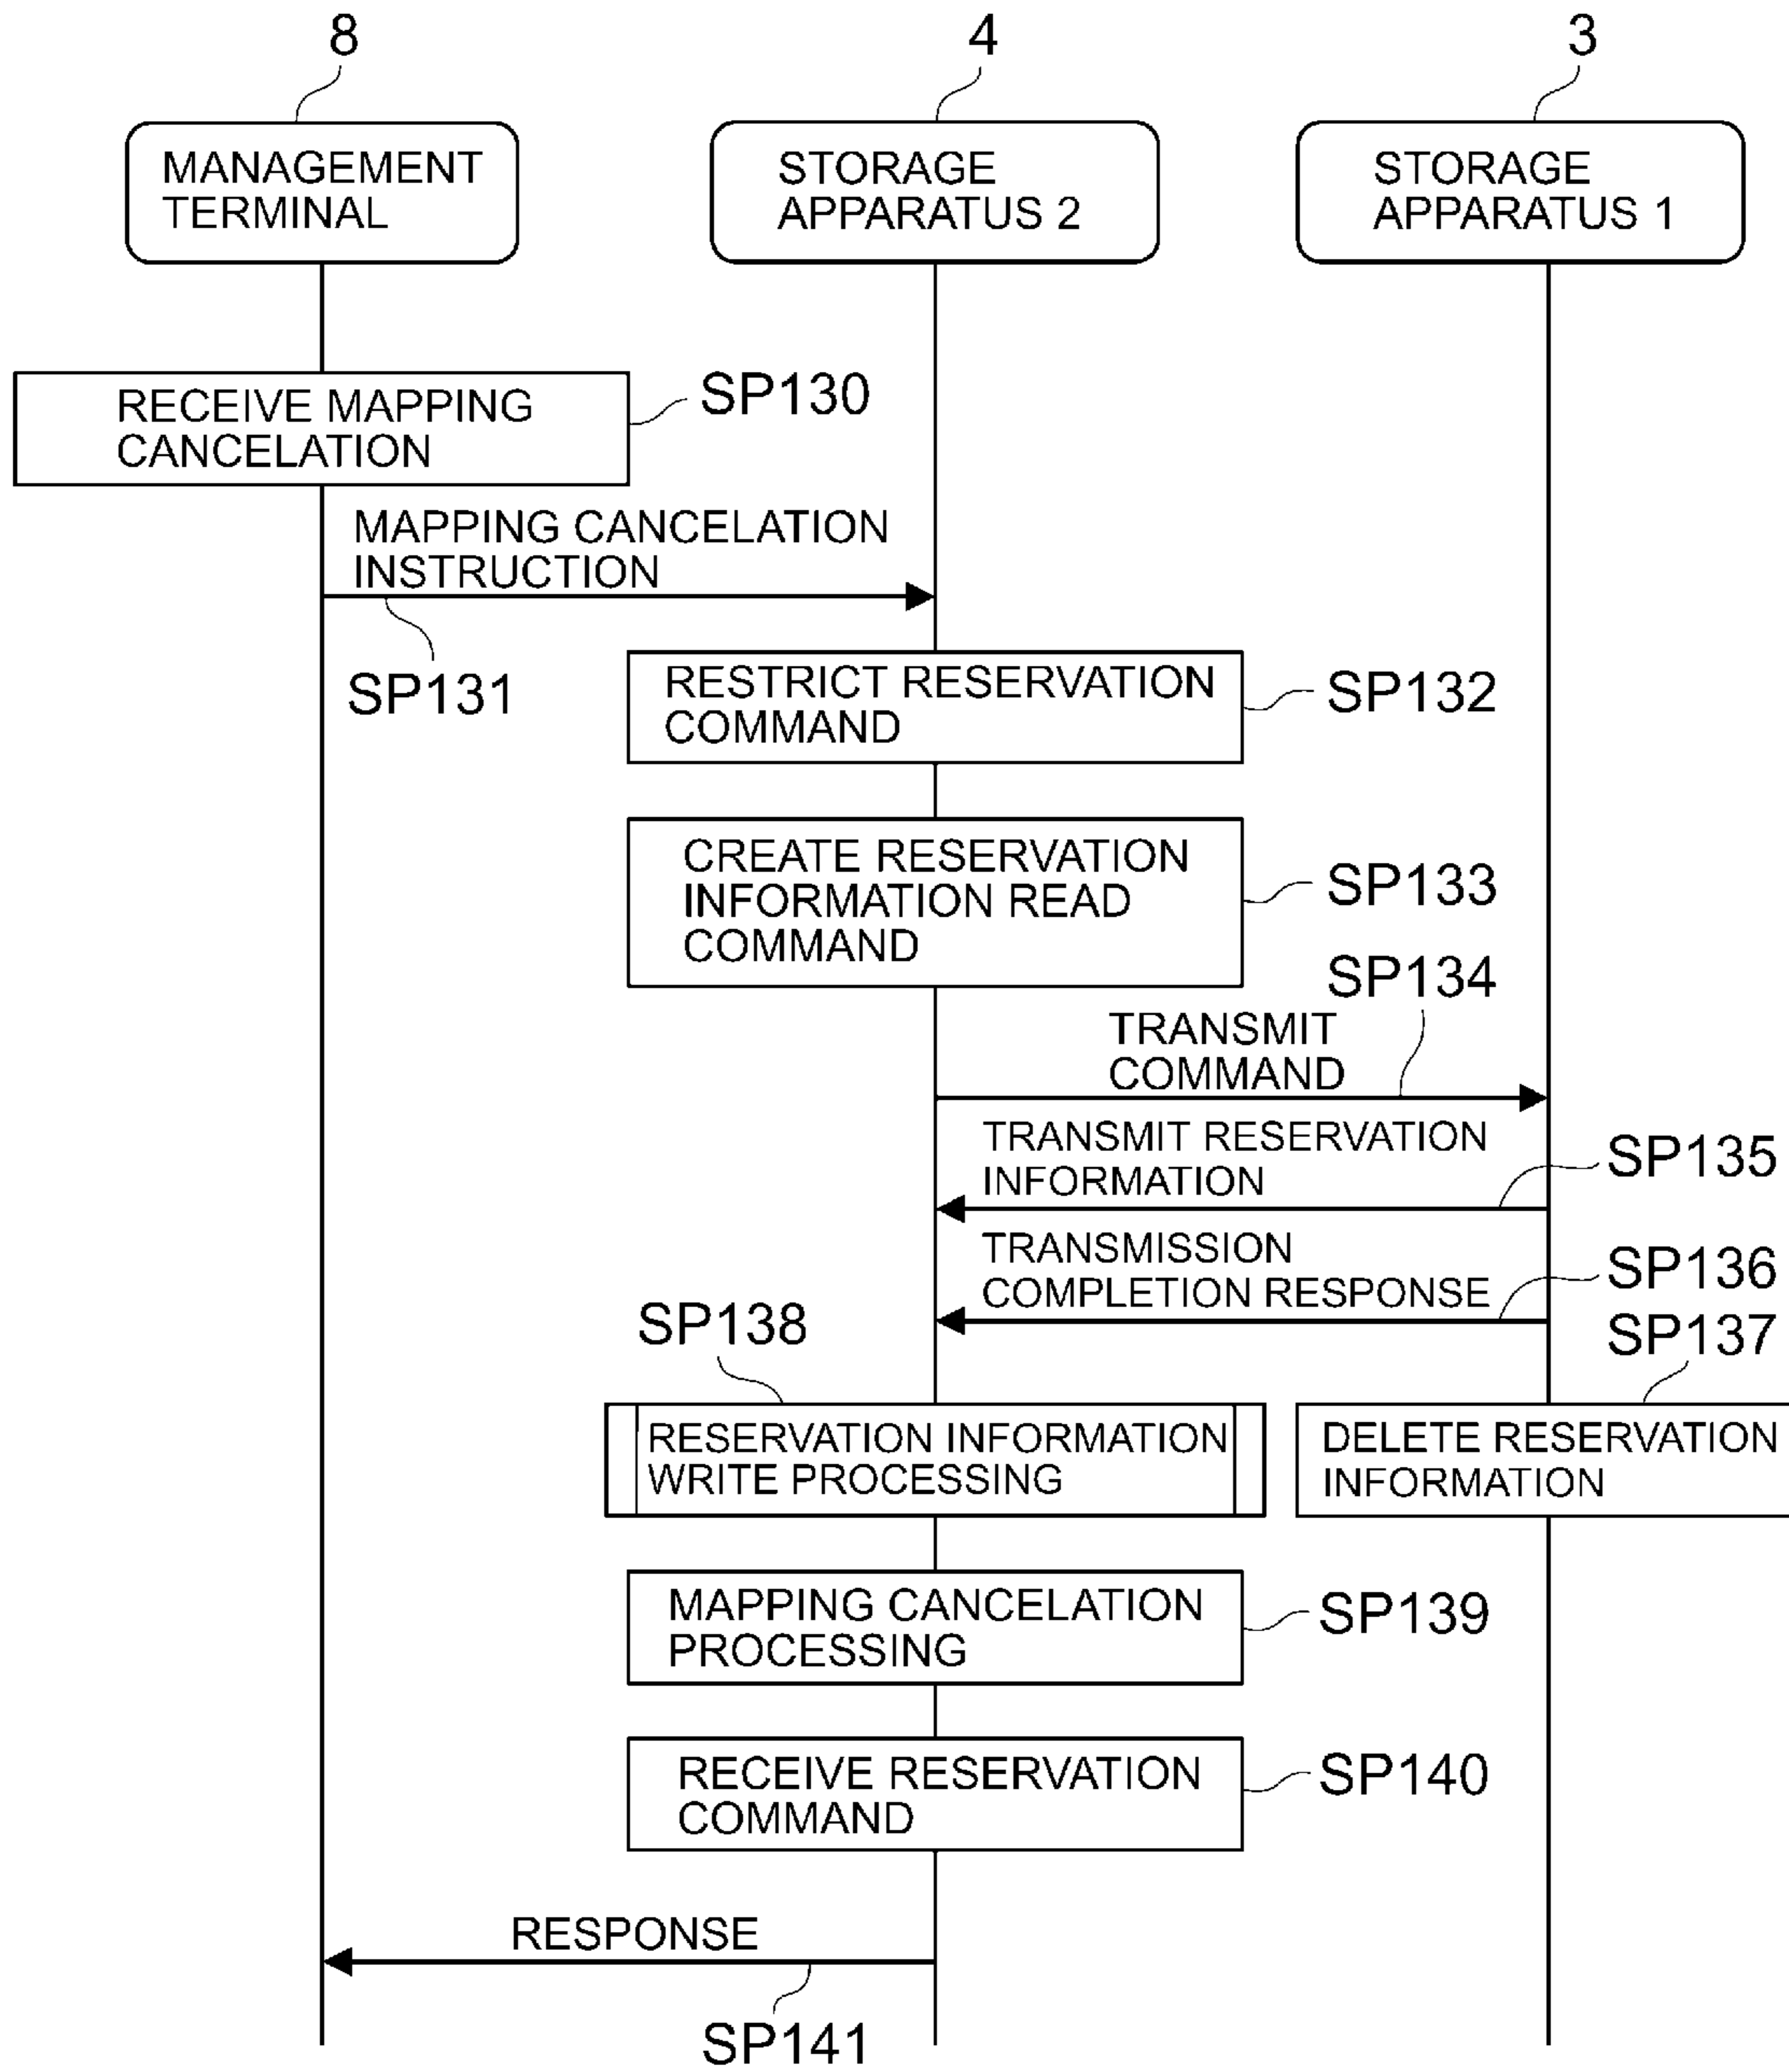 8
4
3
MANAGEMENT
TERMINAL
STORAGE
APPARATUS 2
STORAGE
APPARATUS 1
RECEIVE MAPPING
CANCELATION
SP130
MAPPING CANCELATION
INSTRUCTION
SP131
RESTRICT RESERVATION
COMMAND
SP132
CREATE RESERVATION
INFORMATION READ
COMMAND
SP133
SP134
TRANSMIT
COMMAND
TRANSMIT RESERVATION
INFORMATION
SP135
TRANSMISSION
COMPLETION RESPONSE
SP136
SP138
SP137
RESERVATION INFORMATION
WRITE PROCESSING
DELETE RESERVATION
INFORMATION
MAPPING CANCELATION
PROCESSING
SP139
RECEIVE RESERVATION
COMMAND
SP140
RESPONSE
SP141